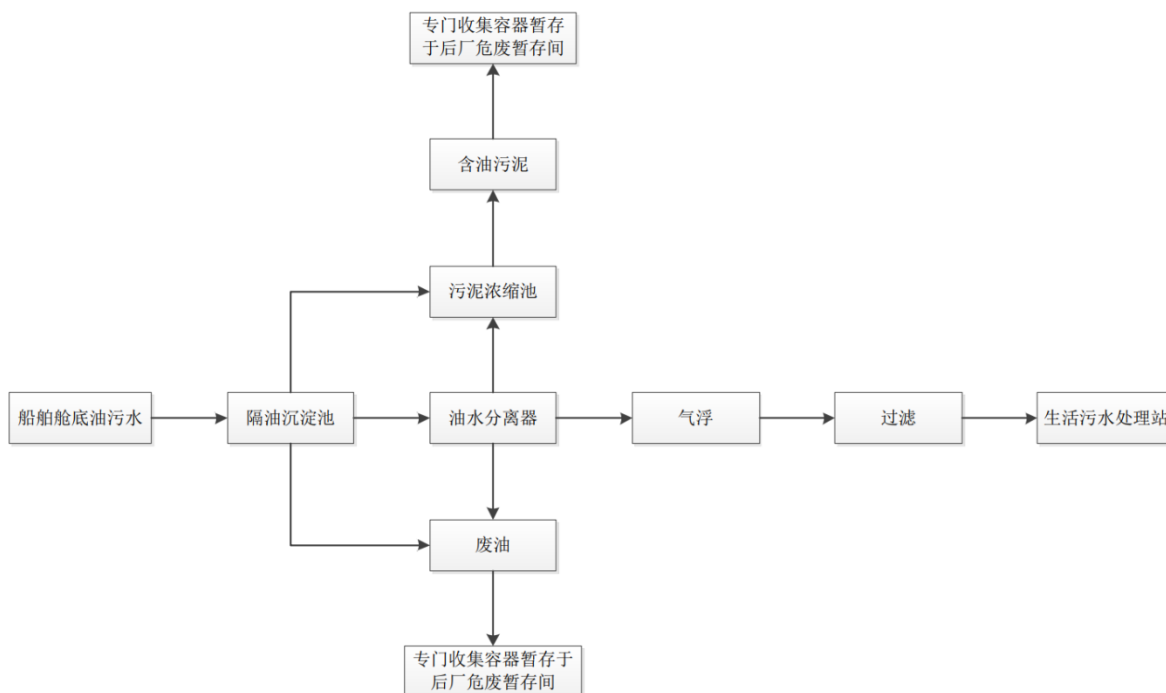 专门收集容器暂存
于后厂危废暂存间
含油污泥
污泥浓缩池
船舶舱底油污水
隔油沉淀池
油水分离器
气浮
过滤
生活污水处理站
废油
专门收集容器暂存于
后厂危废暂存间